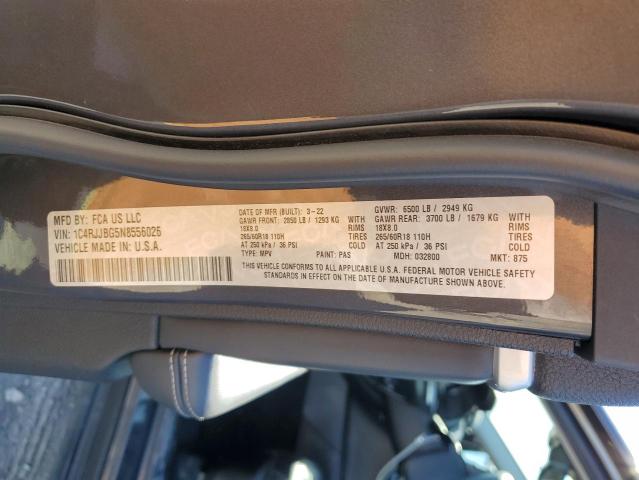 MFD BY: FCA US LLC
VIN: 1C4RJJBG5N8556026
VEHICLE MADE IN U.S.A.
DATE OF MFR (BUILT): 3-22
GAWR FRONT: 2850 LB / 1293 KG
18X8.0 RIMS
265/60R18 110H TIRES
AT 250 kPa / 36 PSI COLD
TYPE: MPV PAINT: PAS
GVWR: 6500 LB / 2949 KG
GAWR REAR: 3700 LB / 1679 KG
18X8.0 RIMS
265/60R18 110H TIRES
AT 250 kPa / 36 PSI COLD
MDH: 032800 MKT: 875
THIS VEHICLE CONFORMS TO ALL APPLICABLE U.S.A. FEDERAL MOTOR VEHICLE SAFETY
STANDARDS IN EFFECT ON THE DATE OF MANUFACTURE SHOWN ABOVE.